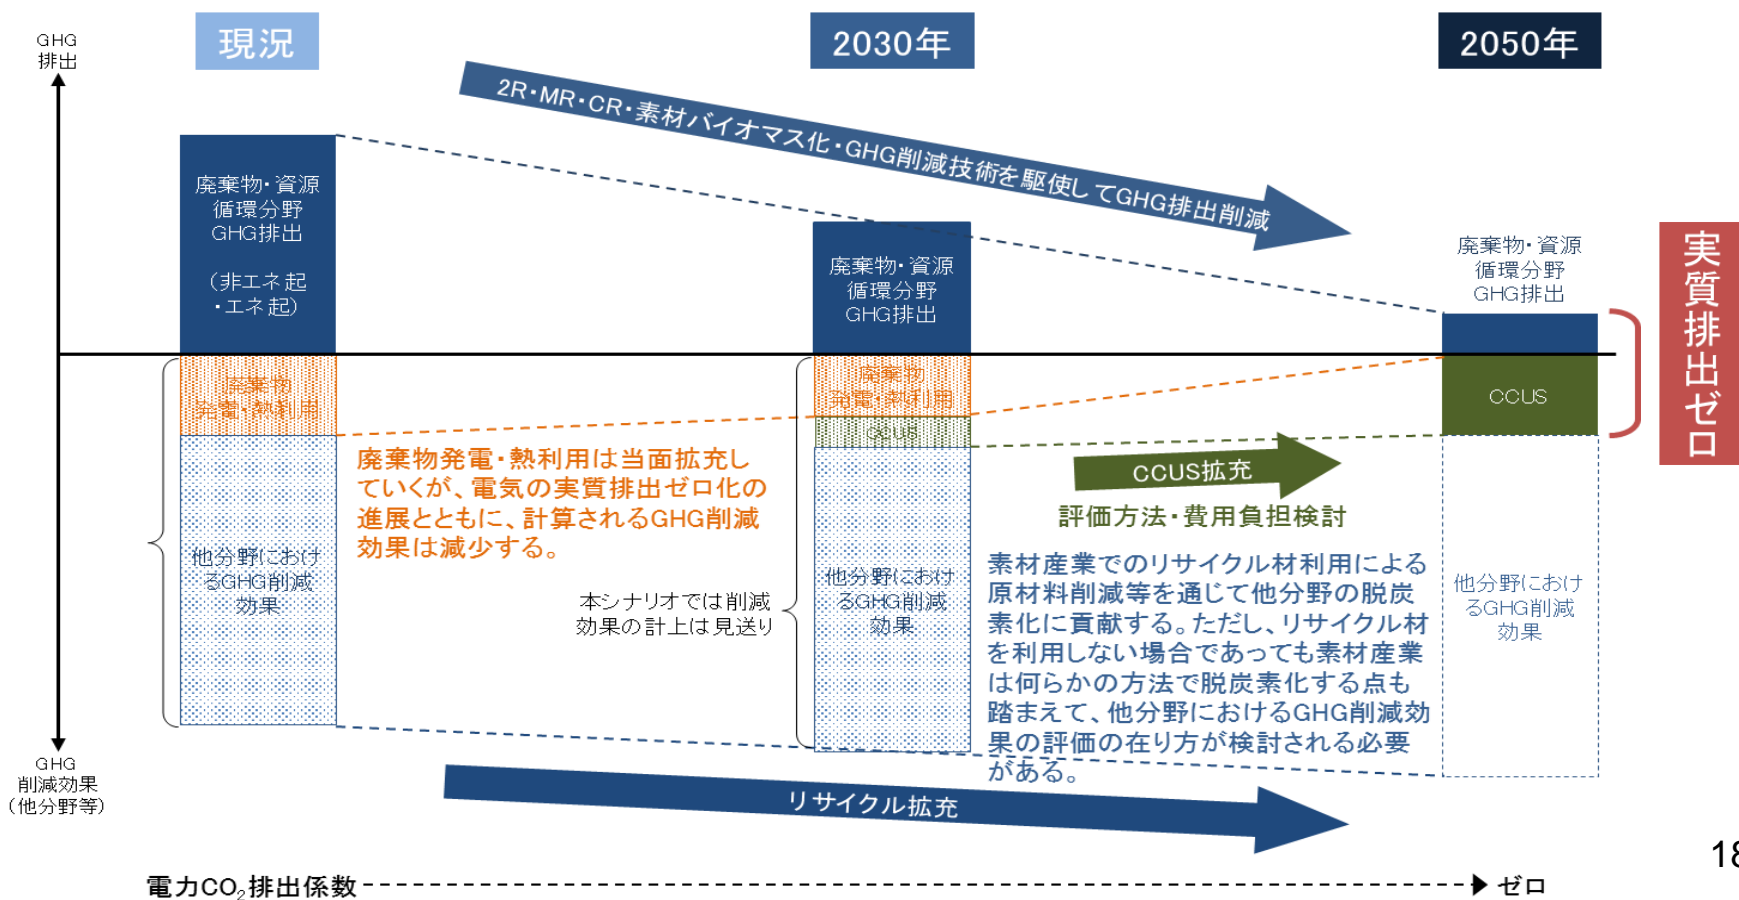 現況
2030年
2050年
GHG
排出
2R・MR・CR・素材バイオマス化・GHG削減技術を駆使してGHG排出削減
廃棄物・資源
循環分野
GHG排出
(非エネ起
・エネ起)
廃棄物・資源
循環分野
GHG排出
廃棄物・資源
循環分野
GHG排出
実質排出ゼロ
廃棄物
発電・熱利用
廃棄物
発電・熱利用
CCUS
CCUS
廃棄物発電・熱利用は当面拡充し
ていくが、電気の実質排出ゼロ化の
進展とともに、計算されるGHG削減
効果は減少する。
CCUS拡充
評価方法・費用負担検討
他分野におけ
るGHG削減
効果
本シナリオでは削減
効果の計上は見送り
他分野におけ
るGHG削減
効果
素材産業でのリサイクル材利用による
原材料削減等を通じて他分野の脱炭
素化に貢献する。ただし、リサイクル材
を利用しない場合であっても素材産業
は何らかの方法で脱炭素化する点も
踏まえて、他分野におけるGHG削減効
果の評価の在り方が検討される必要
がある。
他分野におけ
るGHG削減
効果
GHG
削減効果
(他分野等)
リサイクル拡充
18
電力CO₂排出係数
ゼロ